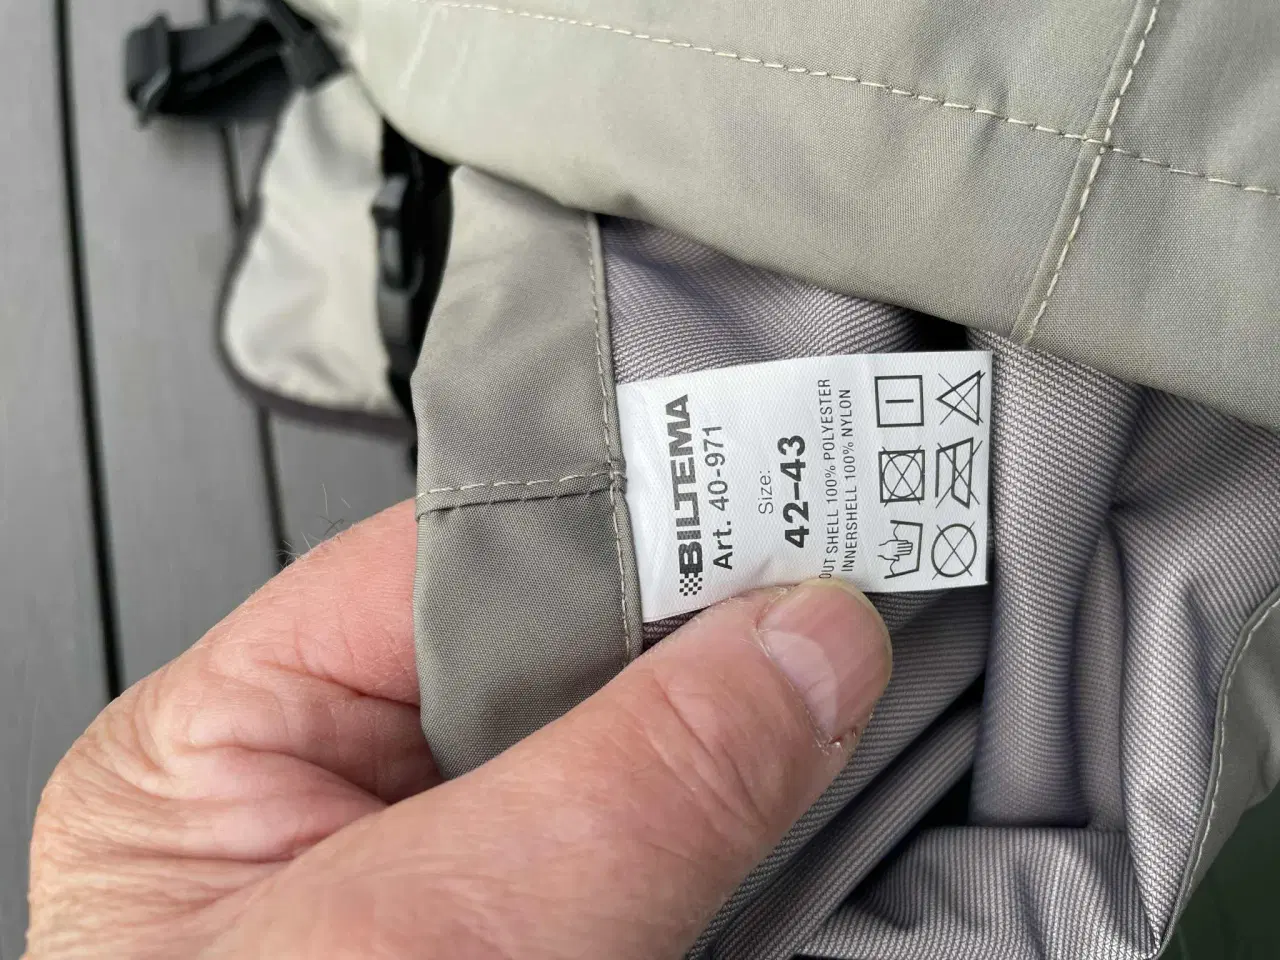 BILTEMA
Art. 40-971
Size:
42-43
OUT SHELL 100% POLYESTER
INNERSHELL 100% NYLON